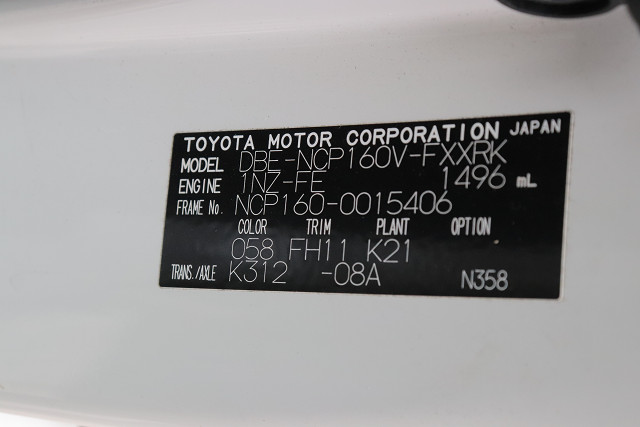 TOYOTA MOTOR CORPORATION JAPAN
MODEL DBE-NCP160V-FXXRK
ENGINE 1NZ-FE 1496 mL
FRAME No. NCP160-0015406
COLOR TRIM PLANT OPTION
058 FH11 K21
TRANS./AXLE K312 -08A N358